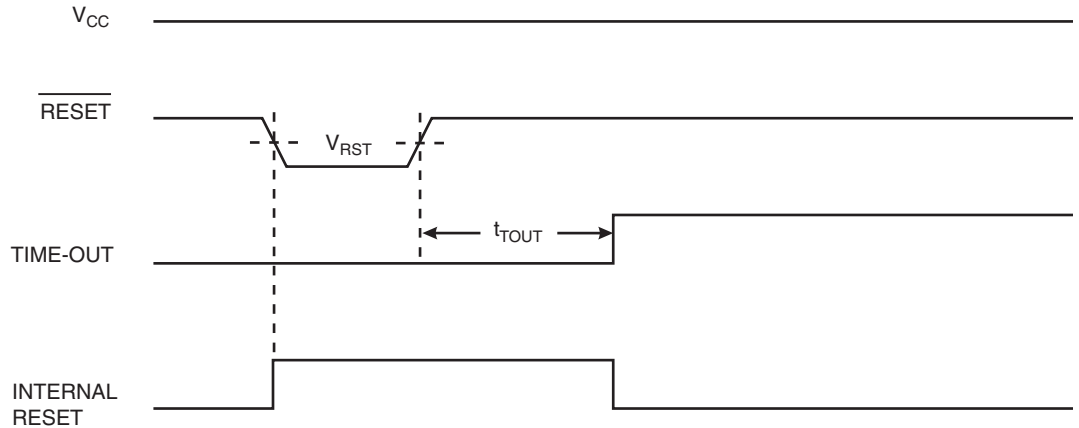 VCC
RESET
VRST
tTOUT
TIME-OUT
INTERNAL
RESET